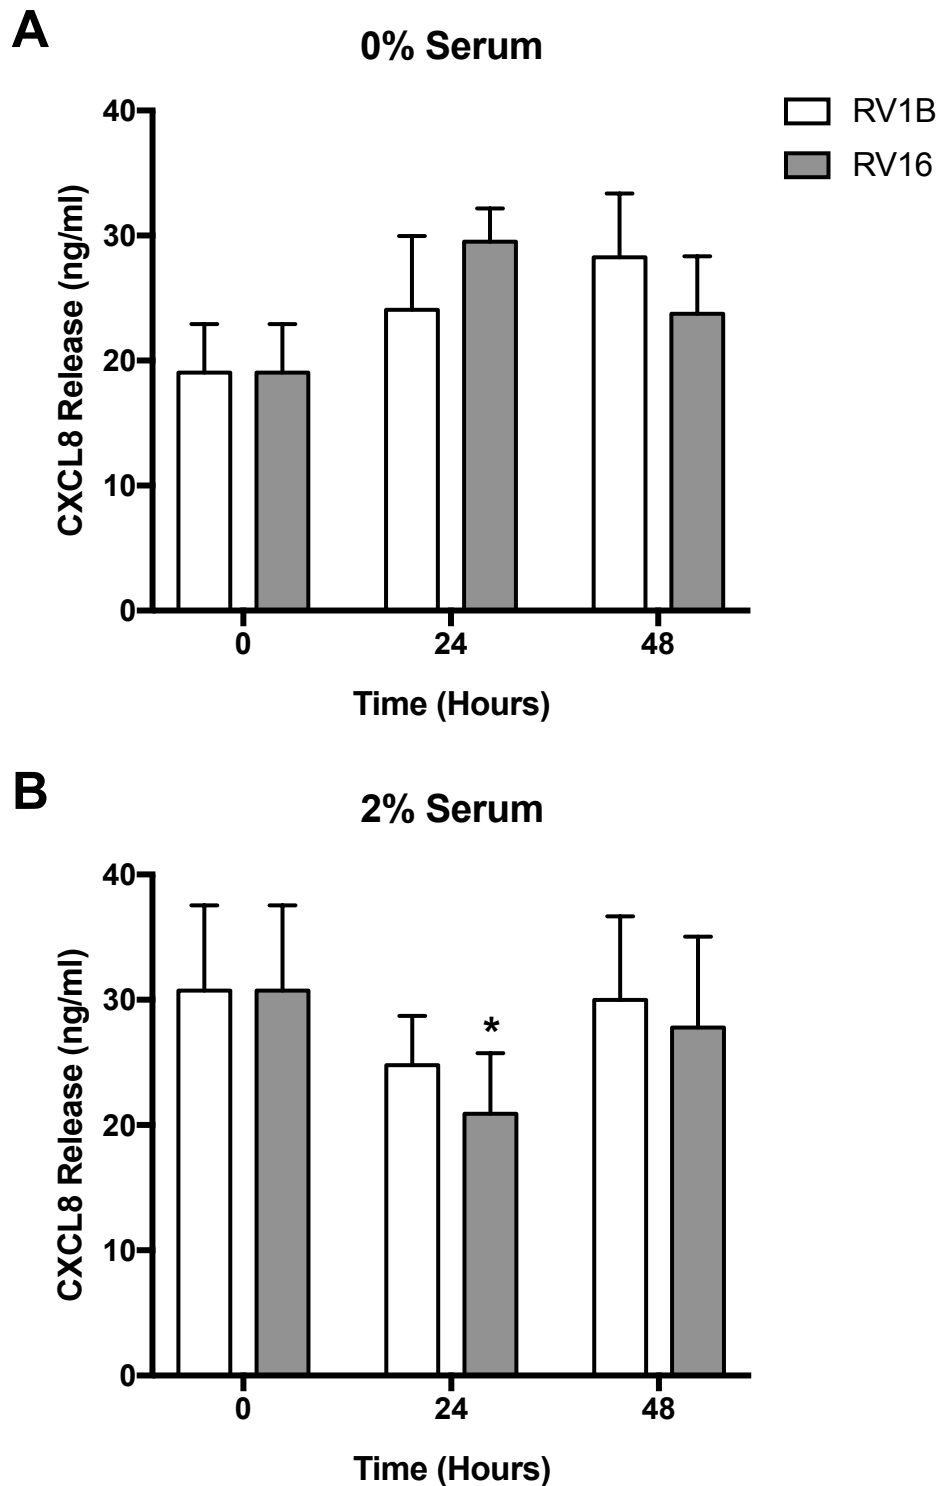 A
0% Serum
RV1B
RV16
CXCL8 Release (ng/ml)
40
30
20
10
0
0 24 48
Time (Hours)
B
2% Serum
CXCL8 Release (ng/ml)
40
30
20
10
0
*
0 24 48
Time (Hours)